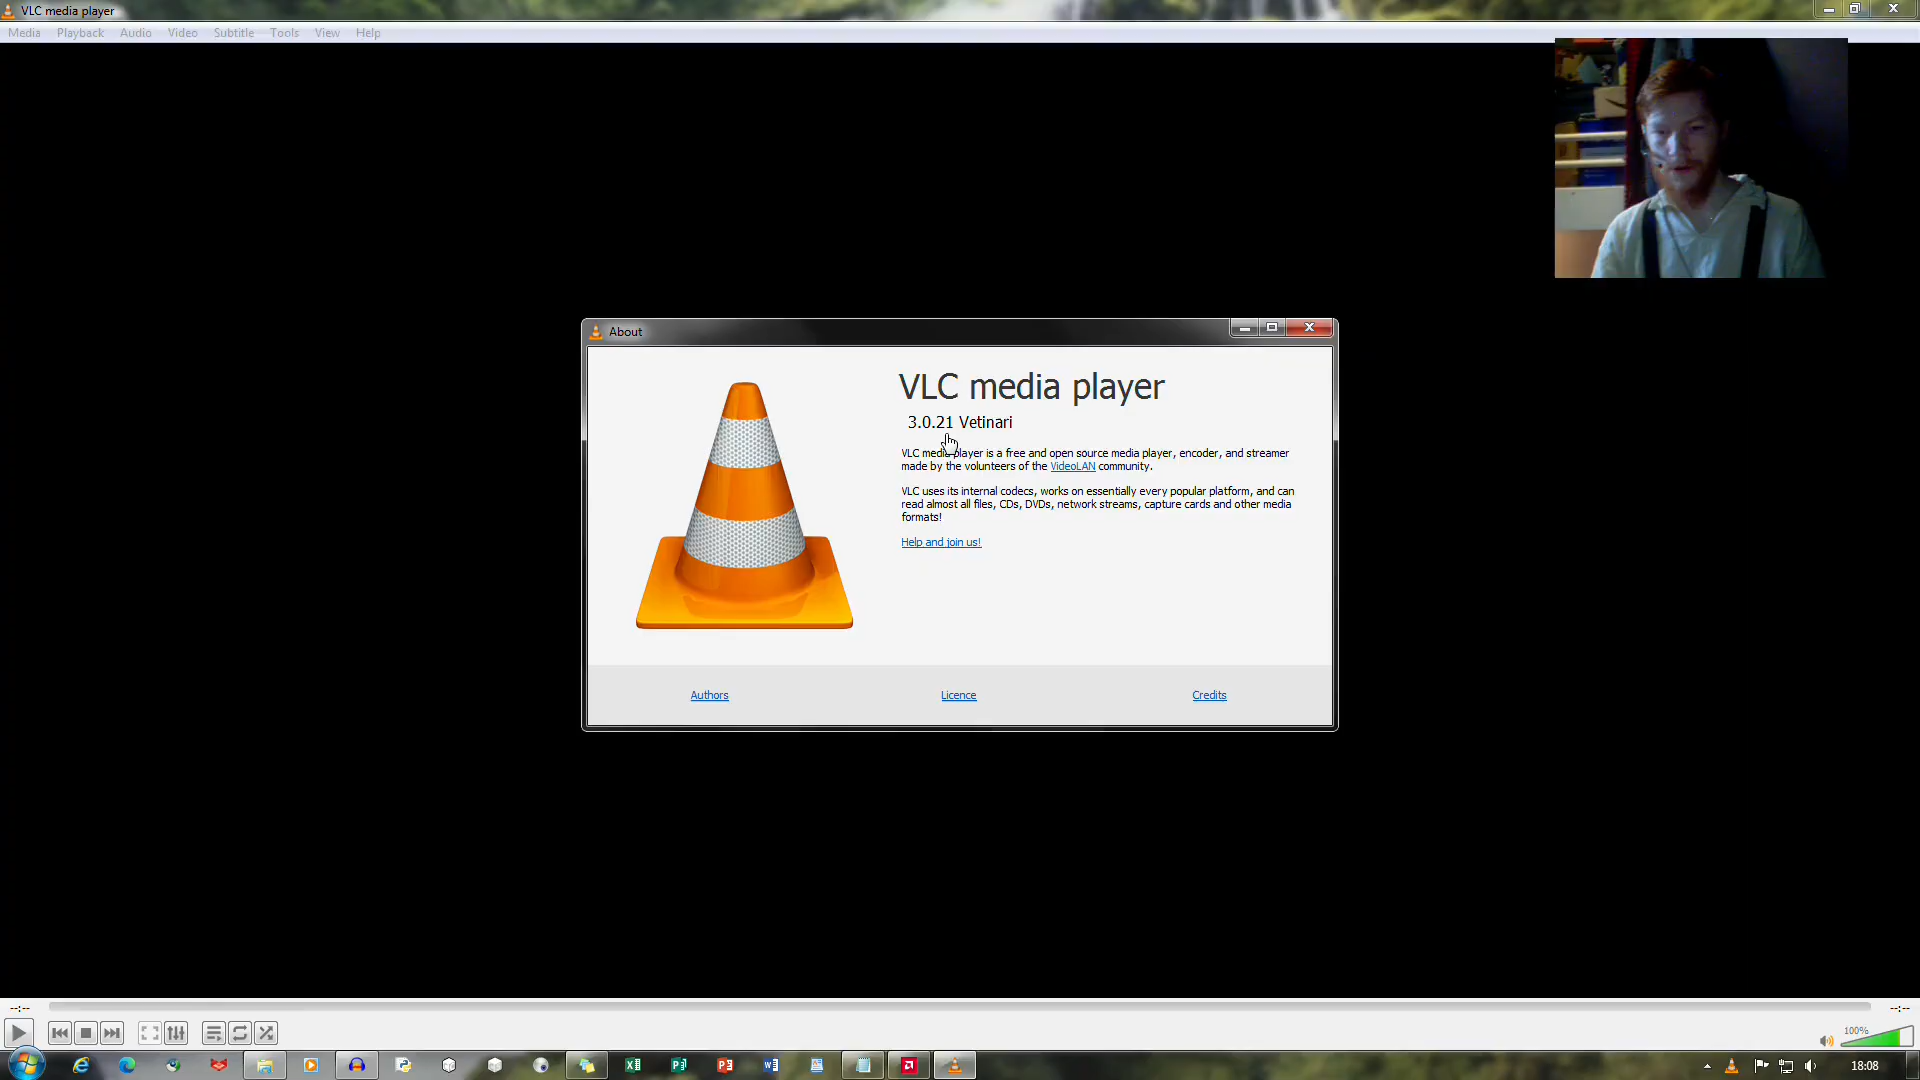 VLC media player
Media Playback Audio Video Subtitle Tools View Help
About
VLC media player
3.0.21 Vetinari
VLC media player is a free and open source media player, encoder, and streamer
made by the volunteers of the VideoLAN community.
VLC uses its internal codecs, works on essentially every popular platform, and can
read almost all files, CDs, DVDs, network streams, capture cards and other media
formats!
Help and join us!
Authors Licence Credits
--:-- --:--
100%
18:08